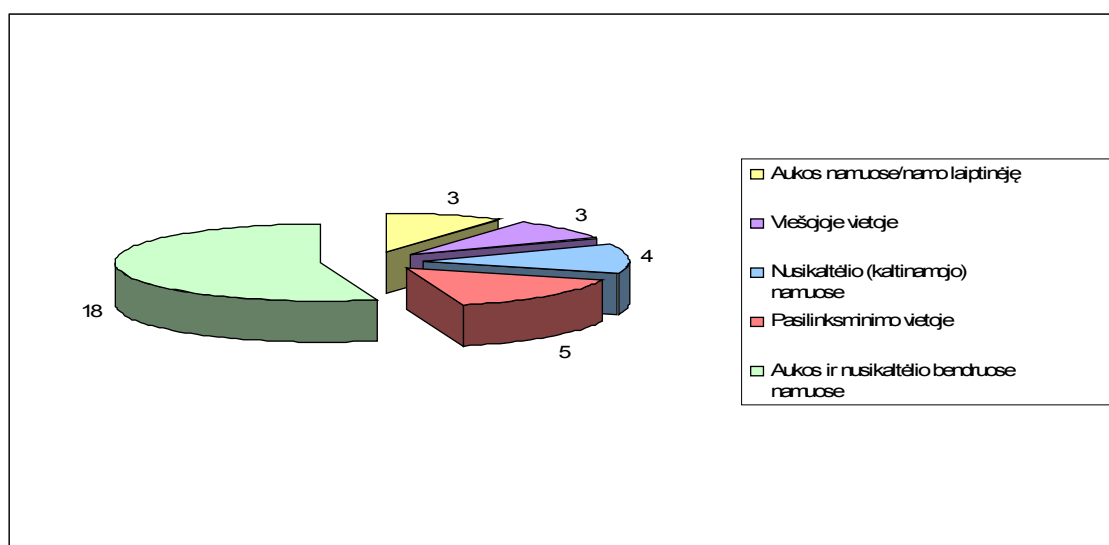 3
3
4
5
18
Aukos namuose/namo laiptinėję
Viešojoje vietoje
Nusikaltėlio (kaltinamojo)
namuose
Pasilinksminimo vietoje
Aukos ir nusikaltėlio bendruose
namuose